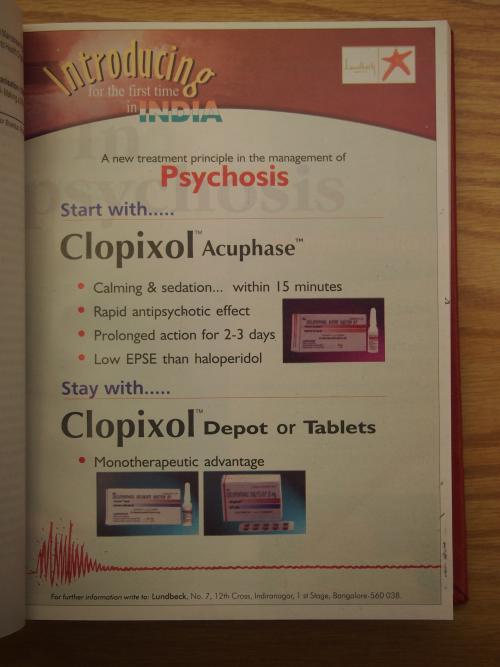 Introducing
for the first time
in INDIA
Lundbeck
A new treatment principle in the management of
Psychosis
Start with.....
Clopixol™ Acuphase™
• Calming & sedation... within 15 minutes
• Rapid antipsychotic effect
• Prolonged action for 2-3 days
• Low EPSE than haloperidol
Stay with.....
Clopixol™ Depot or Tablets
• Monotherapeutic advantage
For further information write to: Lundbeck, No. 7, 12th Cross, Indiranagar, 1 st Stage, Bangalore-560 038.